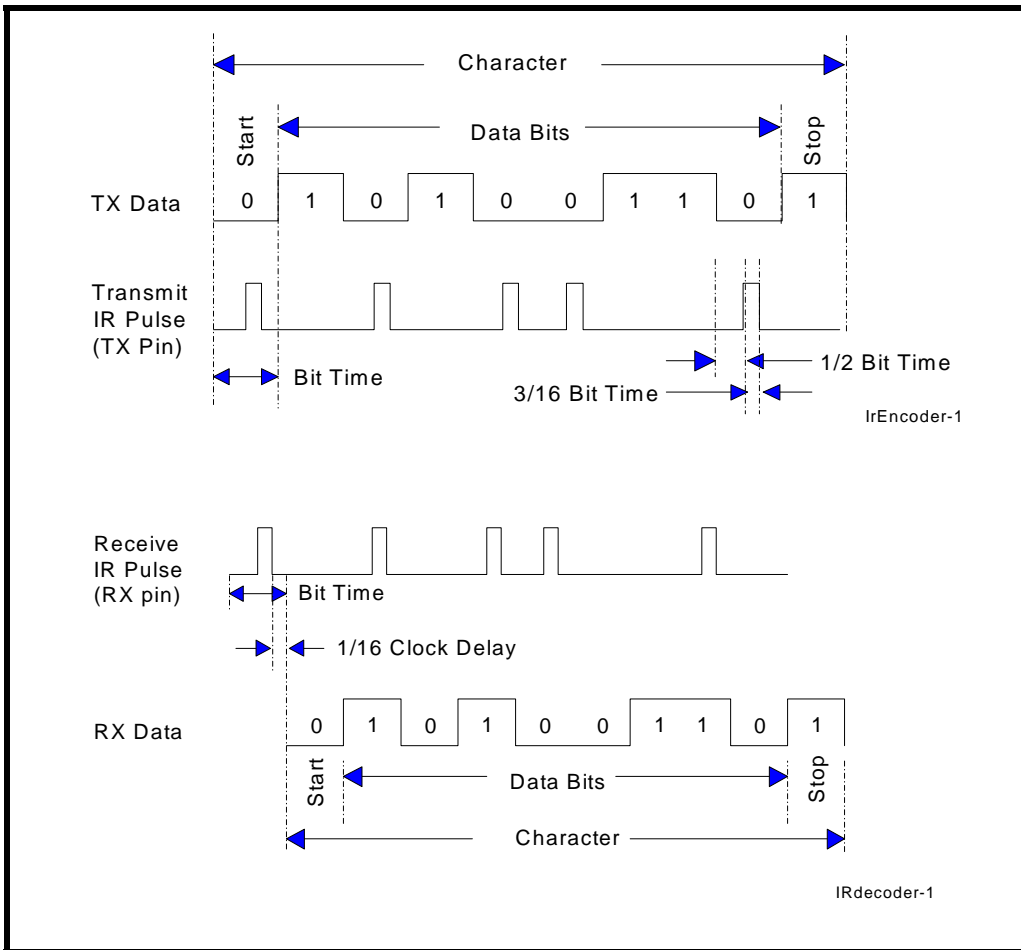 Character
Start
Data Bits
Stop
TX Data
0 1 0 1 0 0 1 1 0 1
Transmit
IR Pulse
(TX Pin)
Bit Time
1/2 Bit Time
3/16 Bit Time
IrEncoder-1
Receive
IR Pulse
(RX pin)
Bit Time
1/16 Clock Delay
RX Data
0 1 0 1 0 0 1 1 0 1
Start
Data Bits
Stop
Character
IRdecoder-1